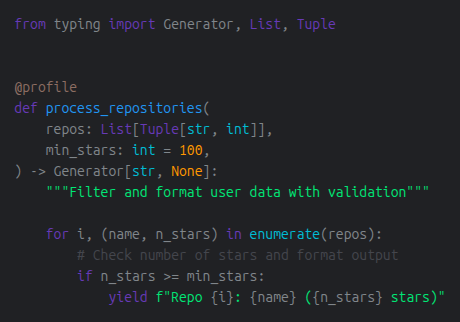 from typing import Generator, List, Tuple
@profile
def process_repositories(
    repos: List[Tuple[str, int]],
    min_stars: int = 100,
) -> Generator[str, None]:
    """Filter and format user data with validation"""
    for i, (name, n_stars) in enumerate(repos):
        # Check number of stars and format output
        if n_stars >= min_stars:
            yield f"Repo {i}: {name} ({n_stars} stars)"